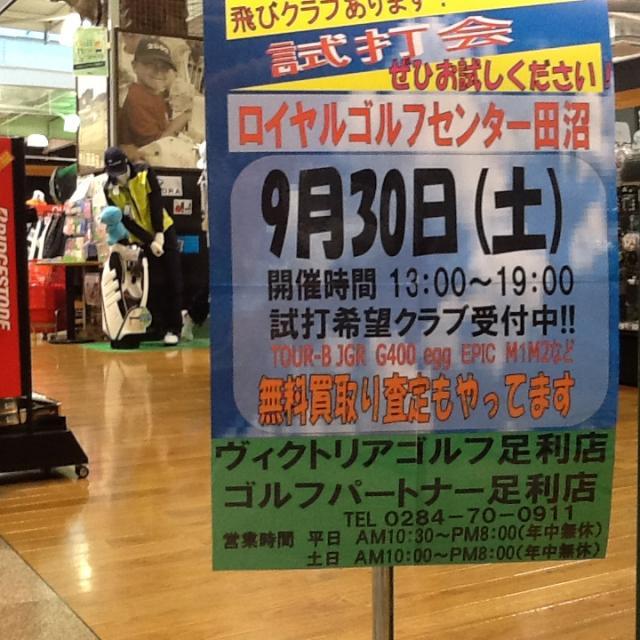 飛びクラブあります!
試打会
ぜひお試しください!
ロイヤルゴルフセンター田沼
9月30日(土)
開催時間 13:00～19:00
試打希望クラブ受付中!!
TOUR-B JGR G400 egg EPIC M1M2など
無料買取り査定もやってます
ヴィクトリアゴルフ足利店
ゴルフパートナー足利店
TEL 0284-70-0911
営業時間 平日 AM10:30～PM8:00(年中無休)
土日 AM10:00～PM8:00(年中無休)
BRIDGESTONE